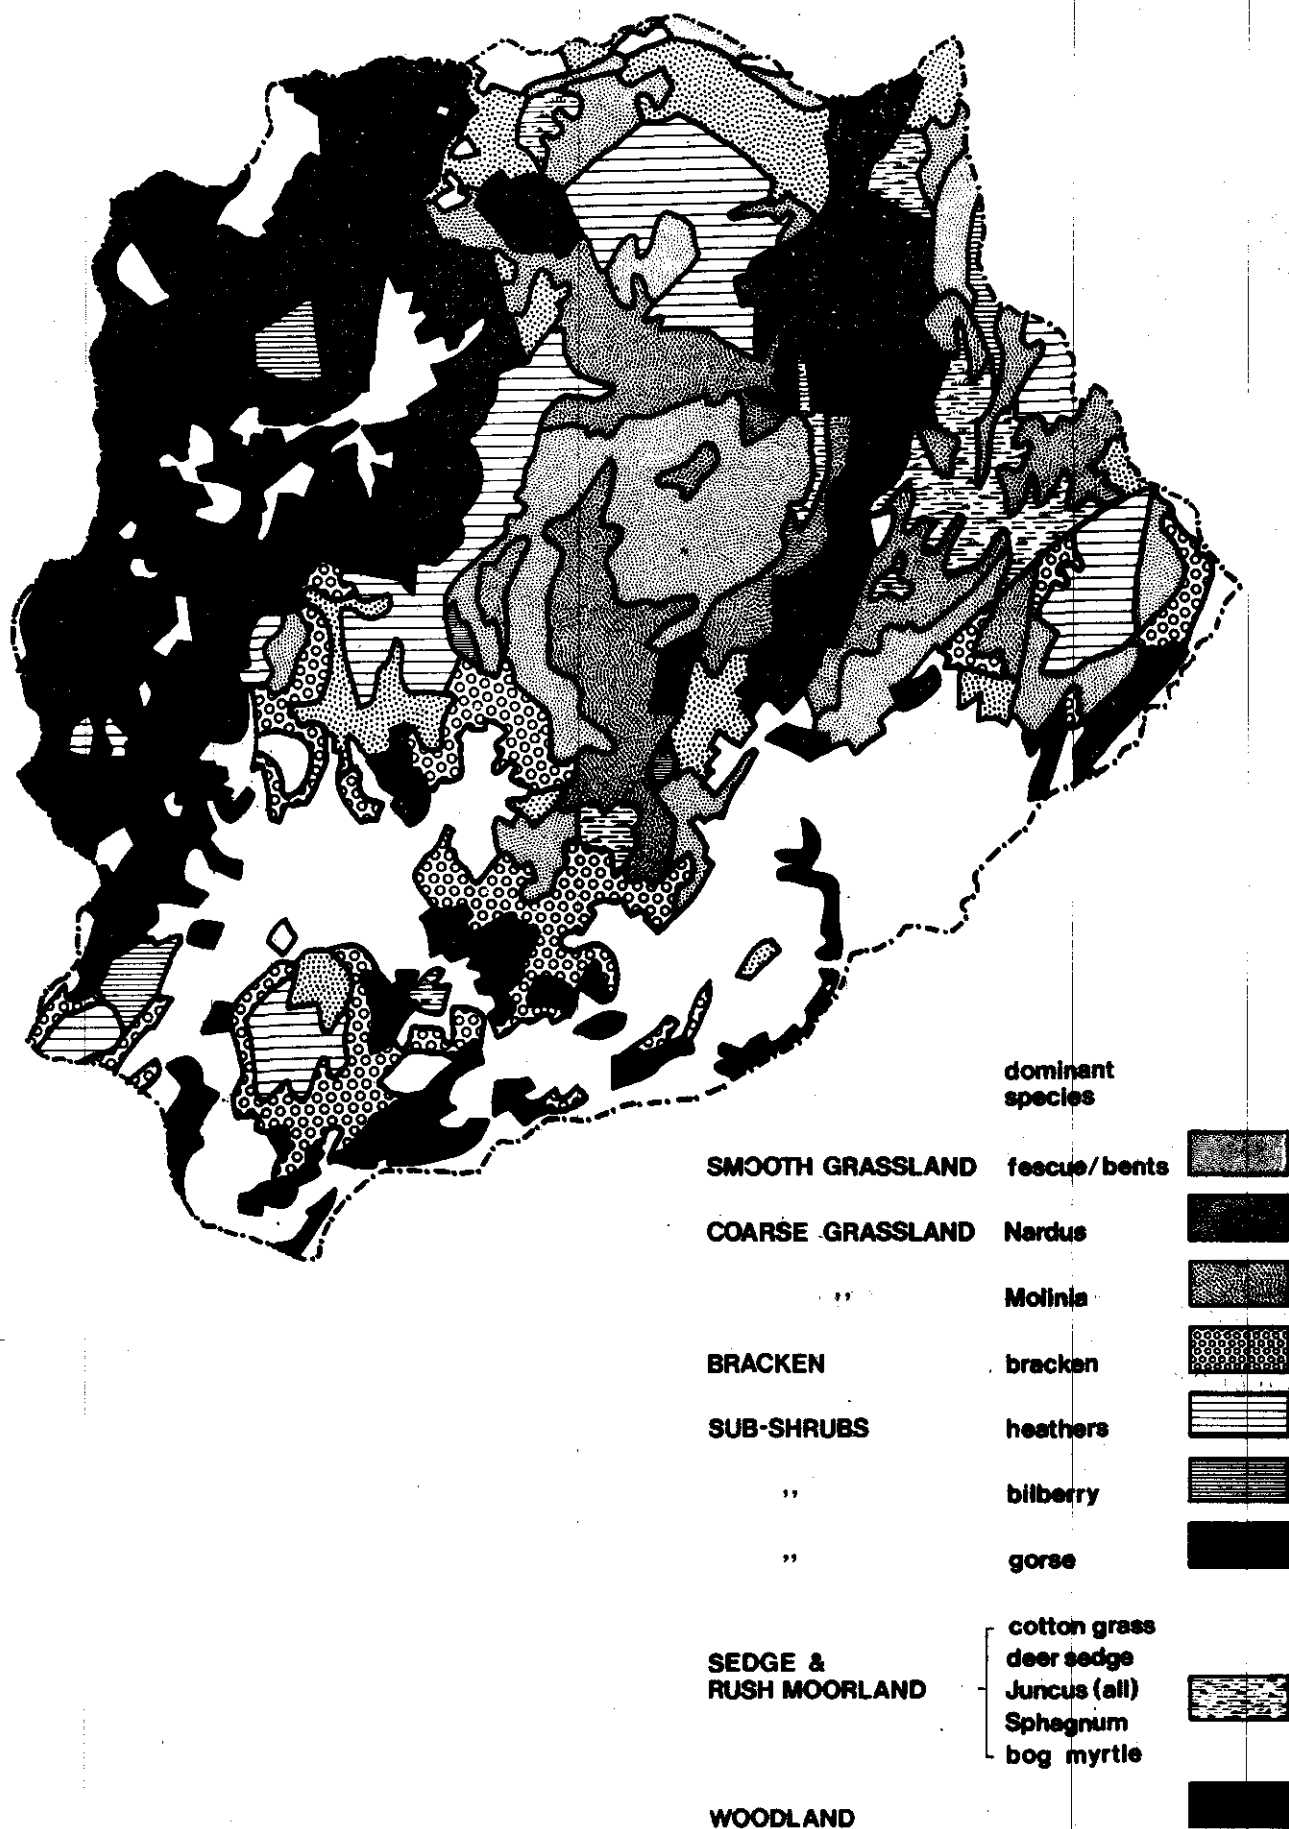 dominant
species
SMOOTH GRASSLAND fescue/bents
COARSE GRASSLAND Nardus
,, Molinia
BRACKEN bracken
SUB-SHRUBS heathers
,, bilberry
,, gorse
cotton grass
SEDGE & deer sedge
RUSH MOORLAND Juncus (all)
Sphagnum
bog myrtle
WOODLAND